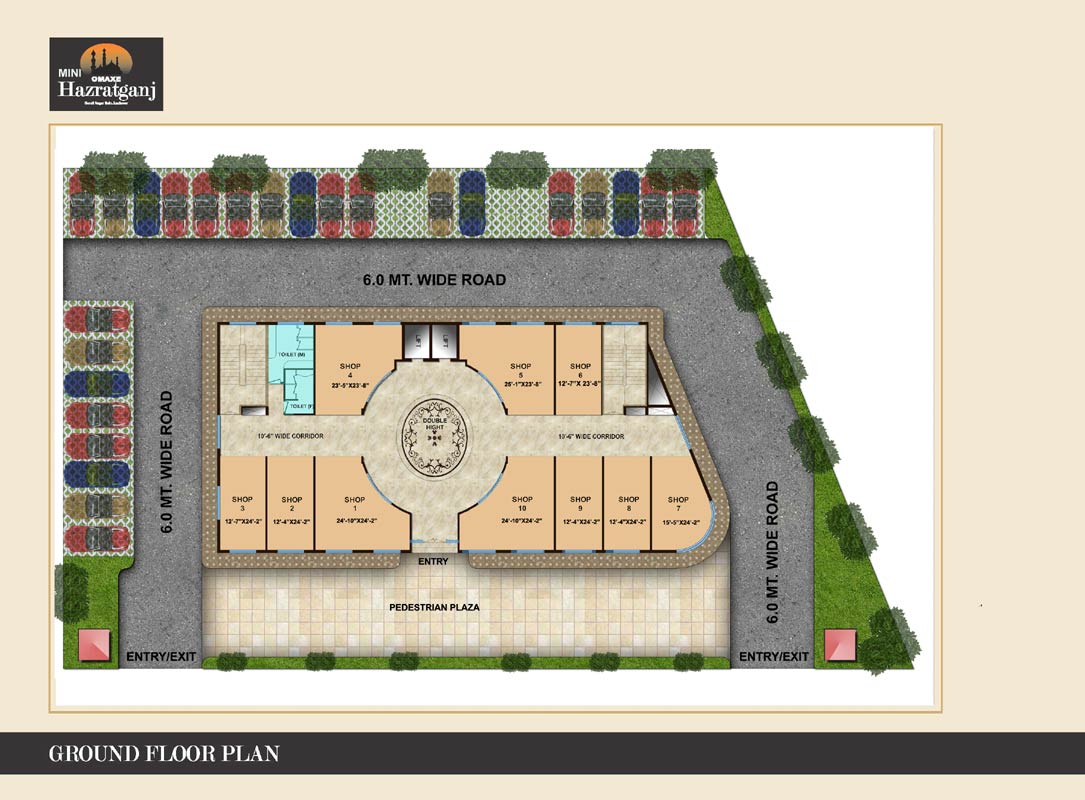 MINI
OMAXE
Hazratganj
6.0 MT. WIDE ROAD
LIFT
LIFT
TOILET (M)
TOILET (F)
SHOP
4
23'-5"X23'-8"
SHOP
5
25'-1"X23'-8"
SHOP
6
12'-7"X 23'-8"
DOUBLE
HIGHT
10'-6" WIDE CORRIDOR
10'-6" WIDE CORRIDOR
6.0 MT. WIDE ROAD
SHOP
3
12'-7"X24'-2"
SHOP
2
12'-4"X24'-2"
SHOP
1
24'-10"X24'-2"
SHOP
10
24'-10"X24'-2"
SHOP
9
12'-4"X24'-2"
SHOP
8
12'-4"X24'-2"
SHOP
7
15'-5"X24'-2"
6.0 MT. WIDE ROAD
ENTRY
PEDESTRIAN PLAZA
ENTRY/EXIT
ENTRY/EXIT
GROUND FLOOR PLAN